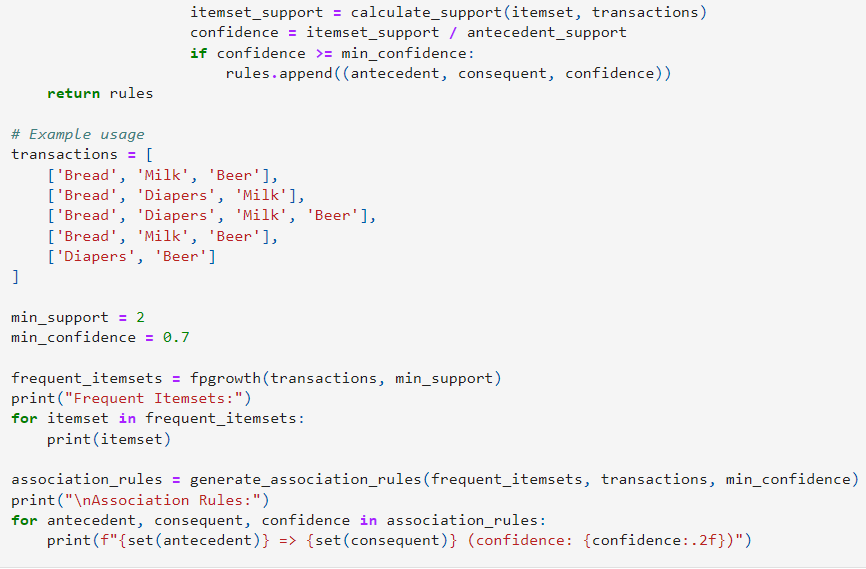 itemset_support = calculate_support(itemset, transactions)
                    confidence = itemset_support / antecedent_support
                    if confidence >= min_confidence:
                        rules.append((antecedent, consequent, confidence))
    return rules

# Example usage
transactions = [
    ['Bread', 'Milk', 'Beer'],
    ['Bread', 'Diapers', 'Milk'],
    ['Bread', 'Diapers', 'Milk', 'Beer'],
    ['Bread', 'Milk', 'Beer'],
    ['Diapers', 'Beer']
]

min_support = 2
min_confidence = 0.7

frequent_itemsets = fpgrowth(transactions, min_support)
print("Frequent Itemsets:")
for itemset in frequent_itemsets:
    print(itemset)

association_rules = generate_association_rules(frequent_itemsets, transactions, min_confidence)
print("\nAssociation Rules:")
for antecedent, consequent, confidence in association_rules:
    print(f"{set(antecedent)} => {set(consequent)} (confidence: {confidence:.2f})")